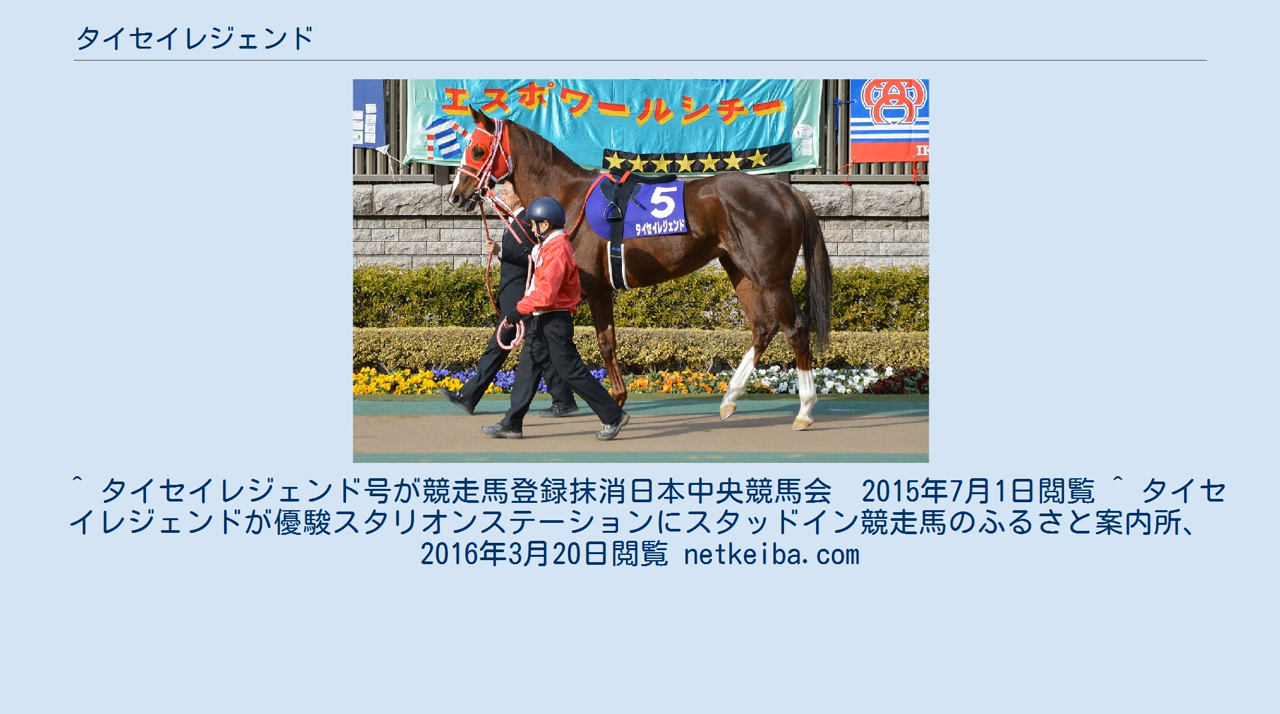 タイセイレジェンド
エスポワールシチー
★★★★★★★
5
タイセイレジェンド
^ タイセイレジェンド号が競走馬登録抹消日本中央競馬会　2015年7月1日閲覧 ^ タイセ
イレジェンドが優駿スタリオンステーションにスタッドイン競走馬のふるさと案内所、
2016年3月20日閲覧 netkeiba.com